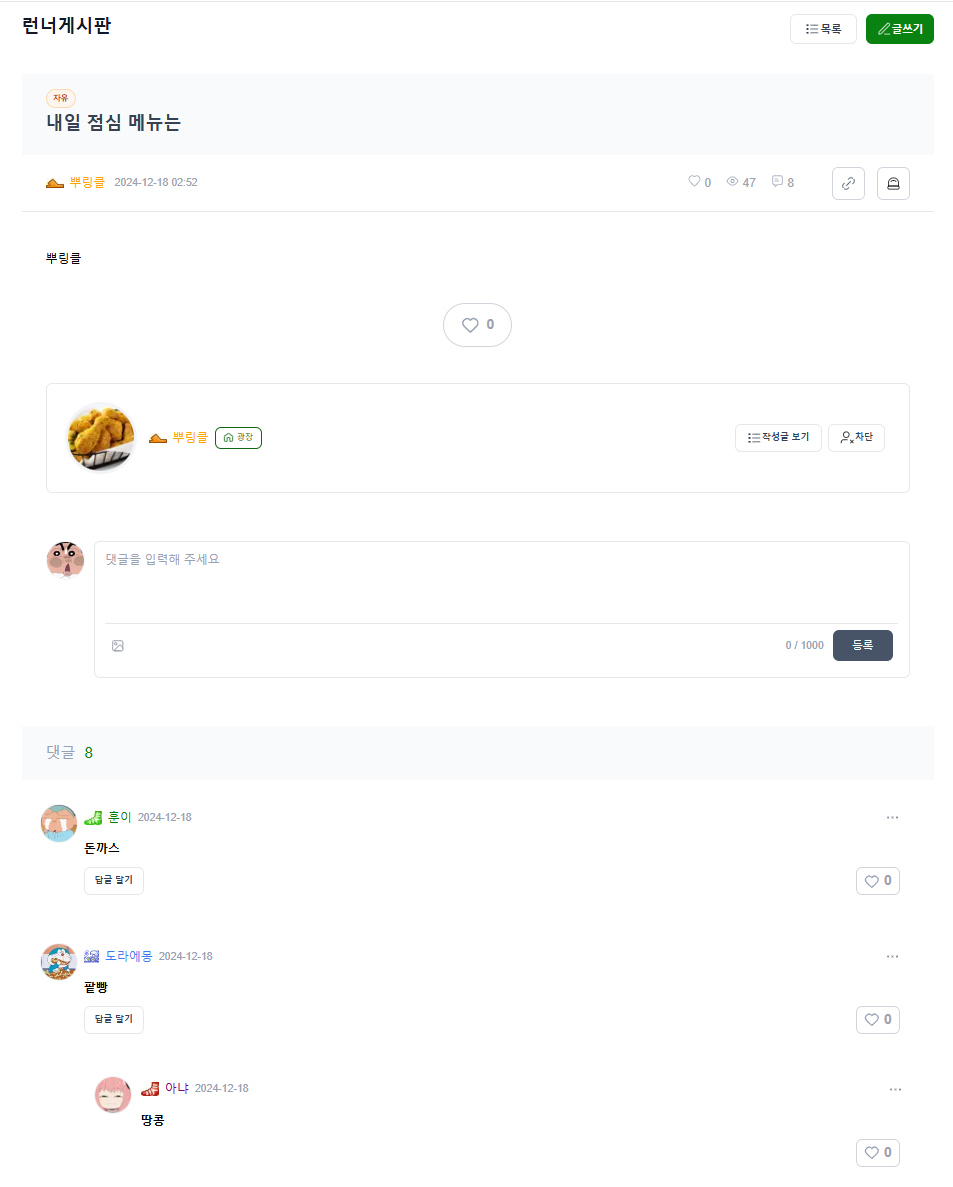 런너게시판
목록
글쓰기
자유
내일 점심 메뉴는
뿌링클 2024-12-18 02:52
0 47 8
뿌링클
0
뿌링클 광장
작성글 보기
차단
댓글을 입력해 주세요
0 / 1000
등록
댓글 8
훈이 2024-12-18
돈까스
답글 달기
0
도라에몽 2024-12-18
팥빵
답글 달기
0
아냐 2024-12-18
땅콩
0